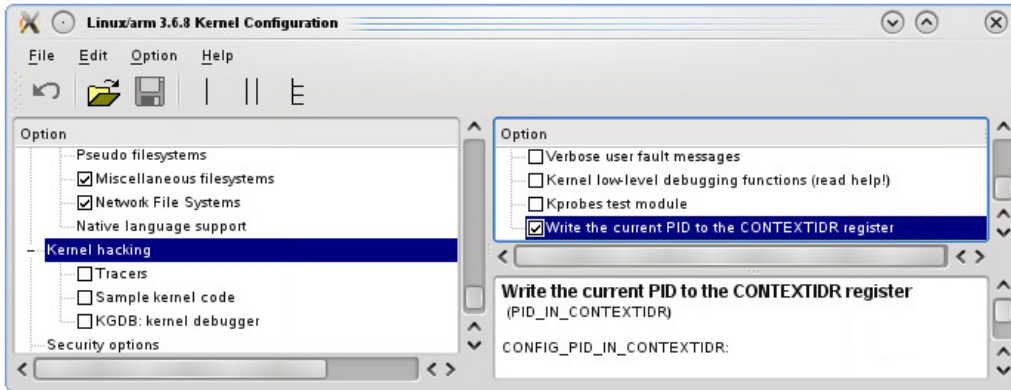 Linux/arm 3.6.8 Kernel Configuration
File Edit Option Help
Option
Pseudo filesystems
Miscellaneous filesystems
Network File Systems
Native language support
Kernel hacking
Tracers
Sample kernel code
KGDB: kernel debugger
Security options
Option
Verbose user fault messages
Kernel low-level debugging functions (read help!)
Kprobes test module
Write the current PID to the CONTEXTIDR register
Write the current PID to the CONTEXTIDR register
(PID_IN_CONTEXTIDR)
CONFIG_PID_IN_CONTEXTIDR: